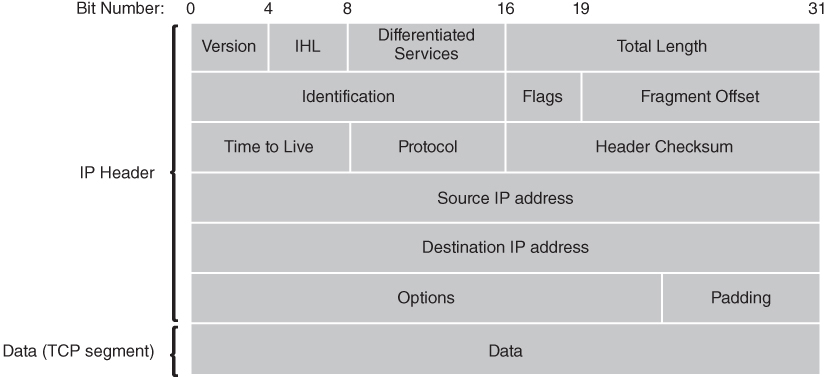 Bit Number: 0 4 8 16 19 31
Version IHL Differentiated
Services Total Length
Identification Flags Fragment Offset
Time to Live Protocol Header Checksum
IP Header
Source IP address
Destination IP address
Options Padding
Data (TCP segment) Data